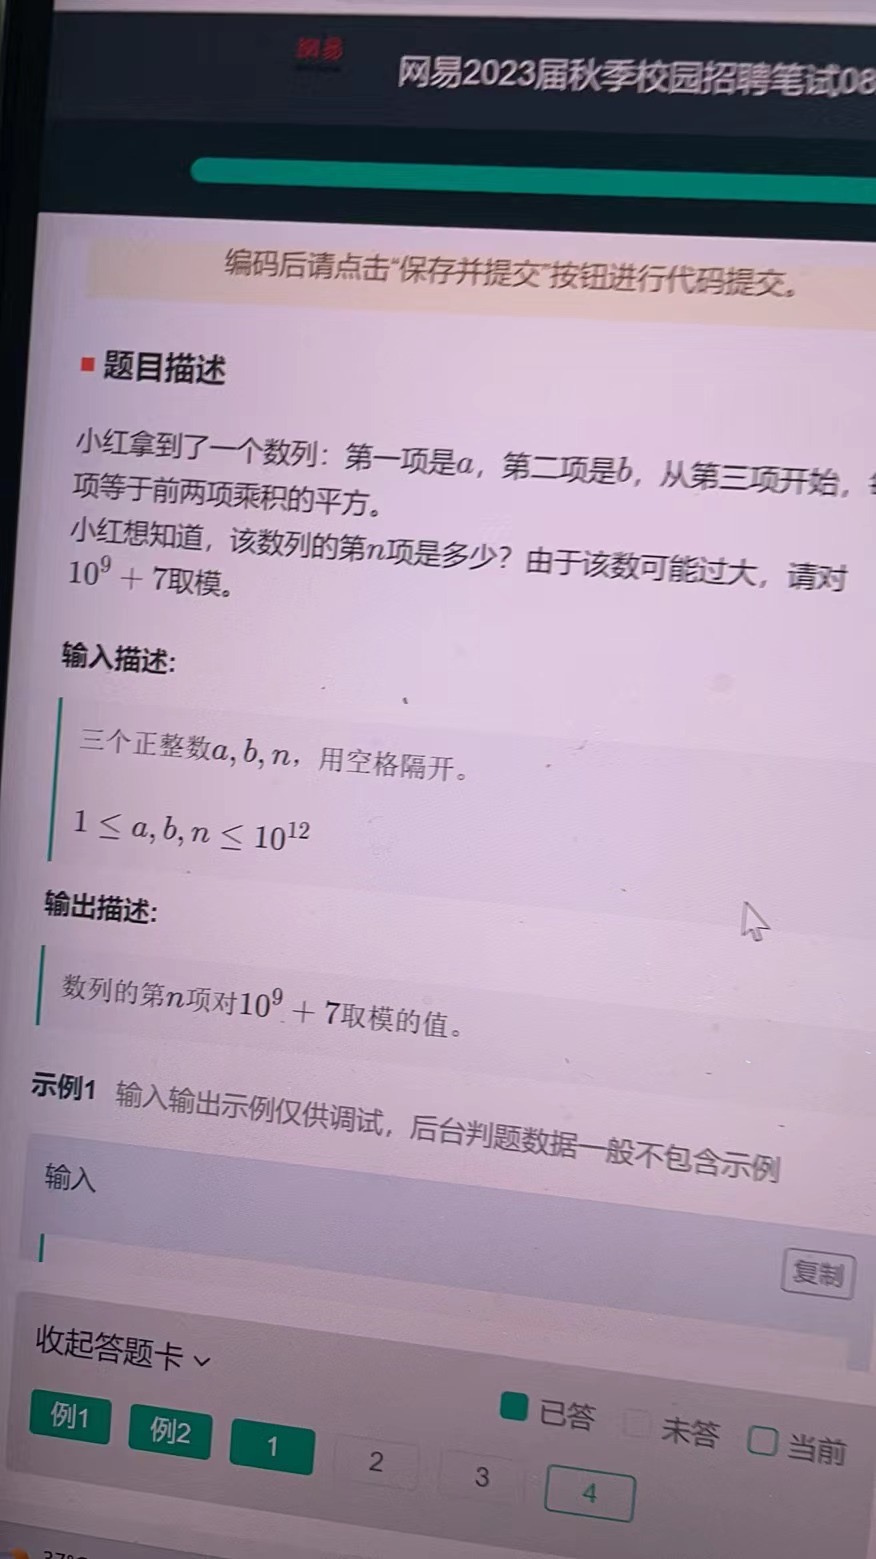 网易
网易2023届秋季校园招聘笔试08
编码后请点击“保存并提交”按钮进行代码提交。
题目描述
小红拿到了一个数列：第一项是a，第二项是b，从第三项开始，
项等于前两项乘积的平方。
小红想知道，该数列的第n项是多少？由于该数可能过大，请对
10⁹ + 7取模。
输入描述:
三个正整数a, b, n，用空格隔开。
1 ≤ a, b, n ≤ 10¹²
输出描述:
数列的第n项对10⁹ + 7取模的值。
示例1 输入输出示例仅供调试，后台判题数据一般不包含示例
输入
复制
收起答题卡
已答 未答 当前
例1 例2 1 2 3 4